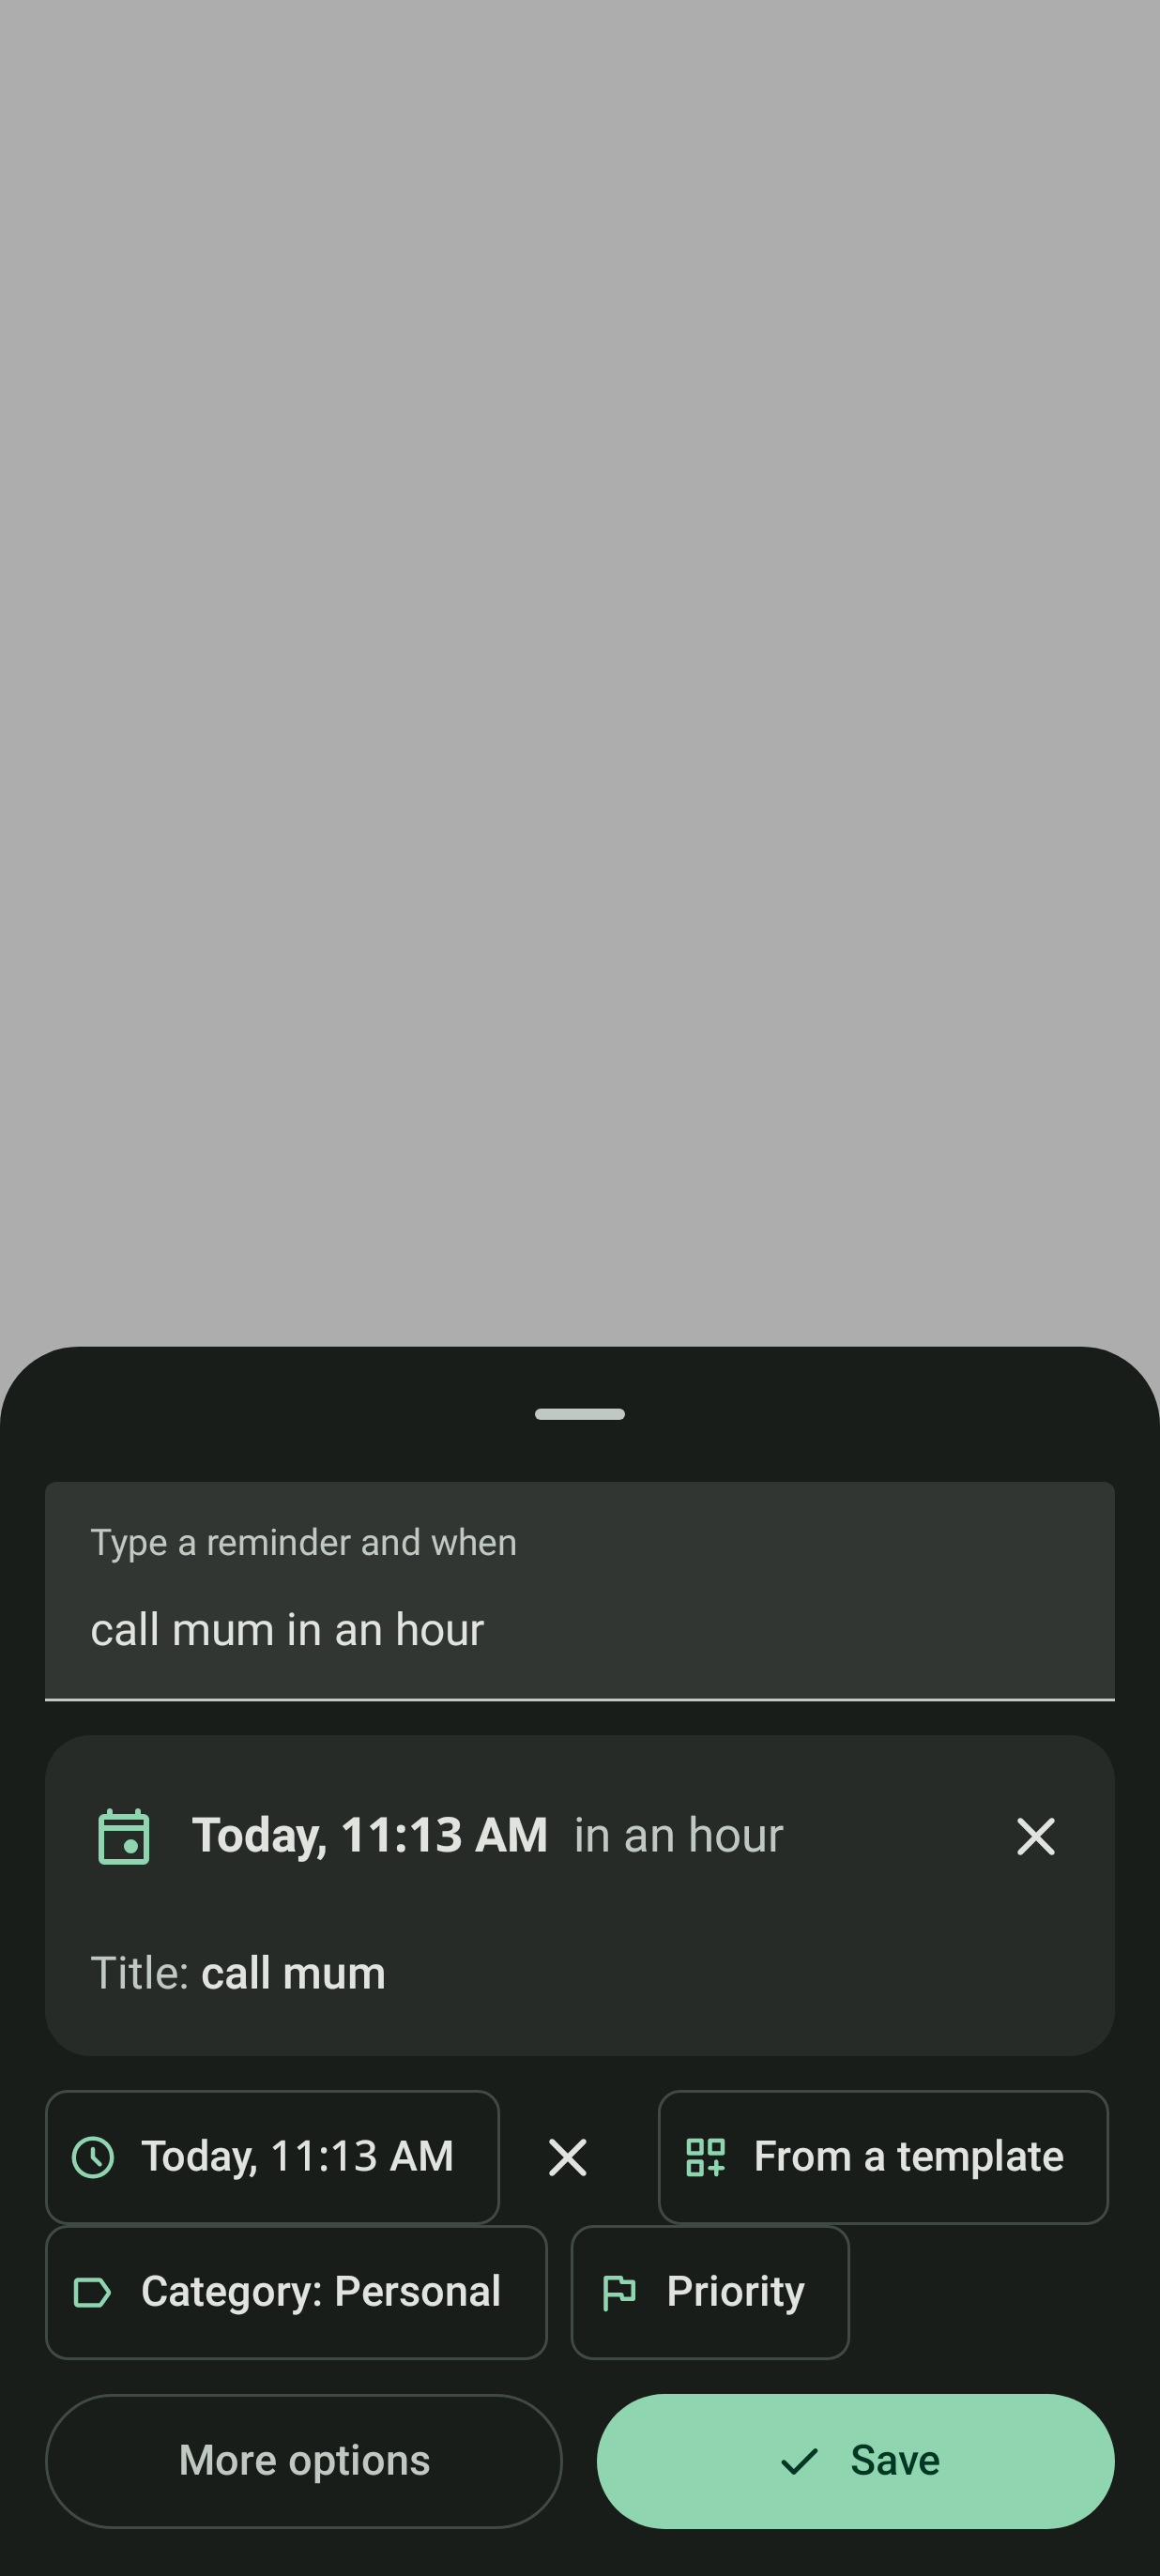 Type a reminder and when
call mum in an hour
Today, 11:13 AM in an hour
Title: call mum
Today, 11:13 AM
From a template
Category: Personal
Priority
More options
Save